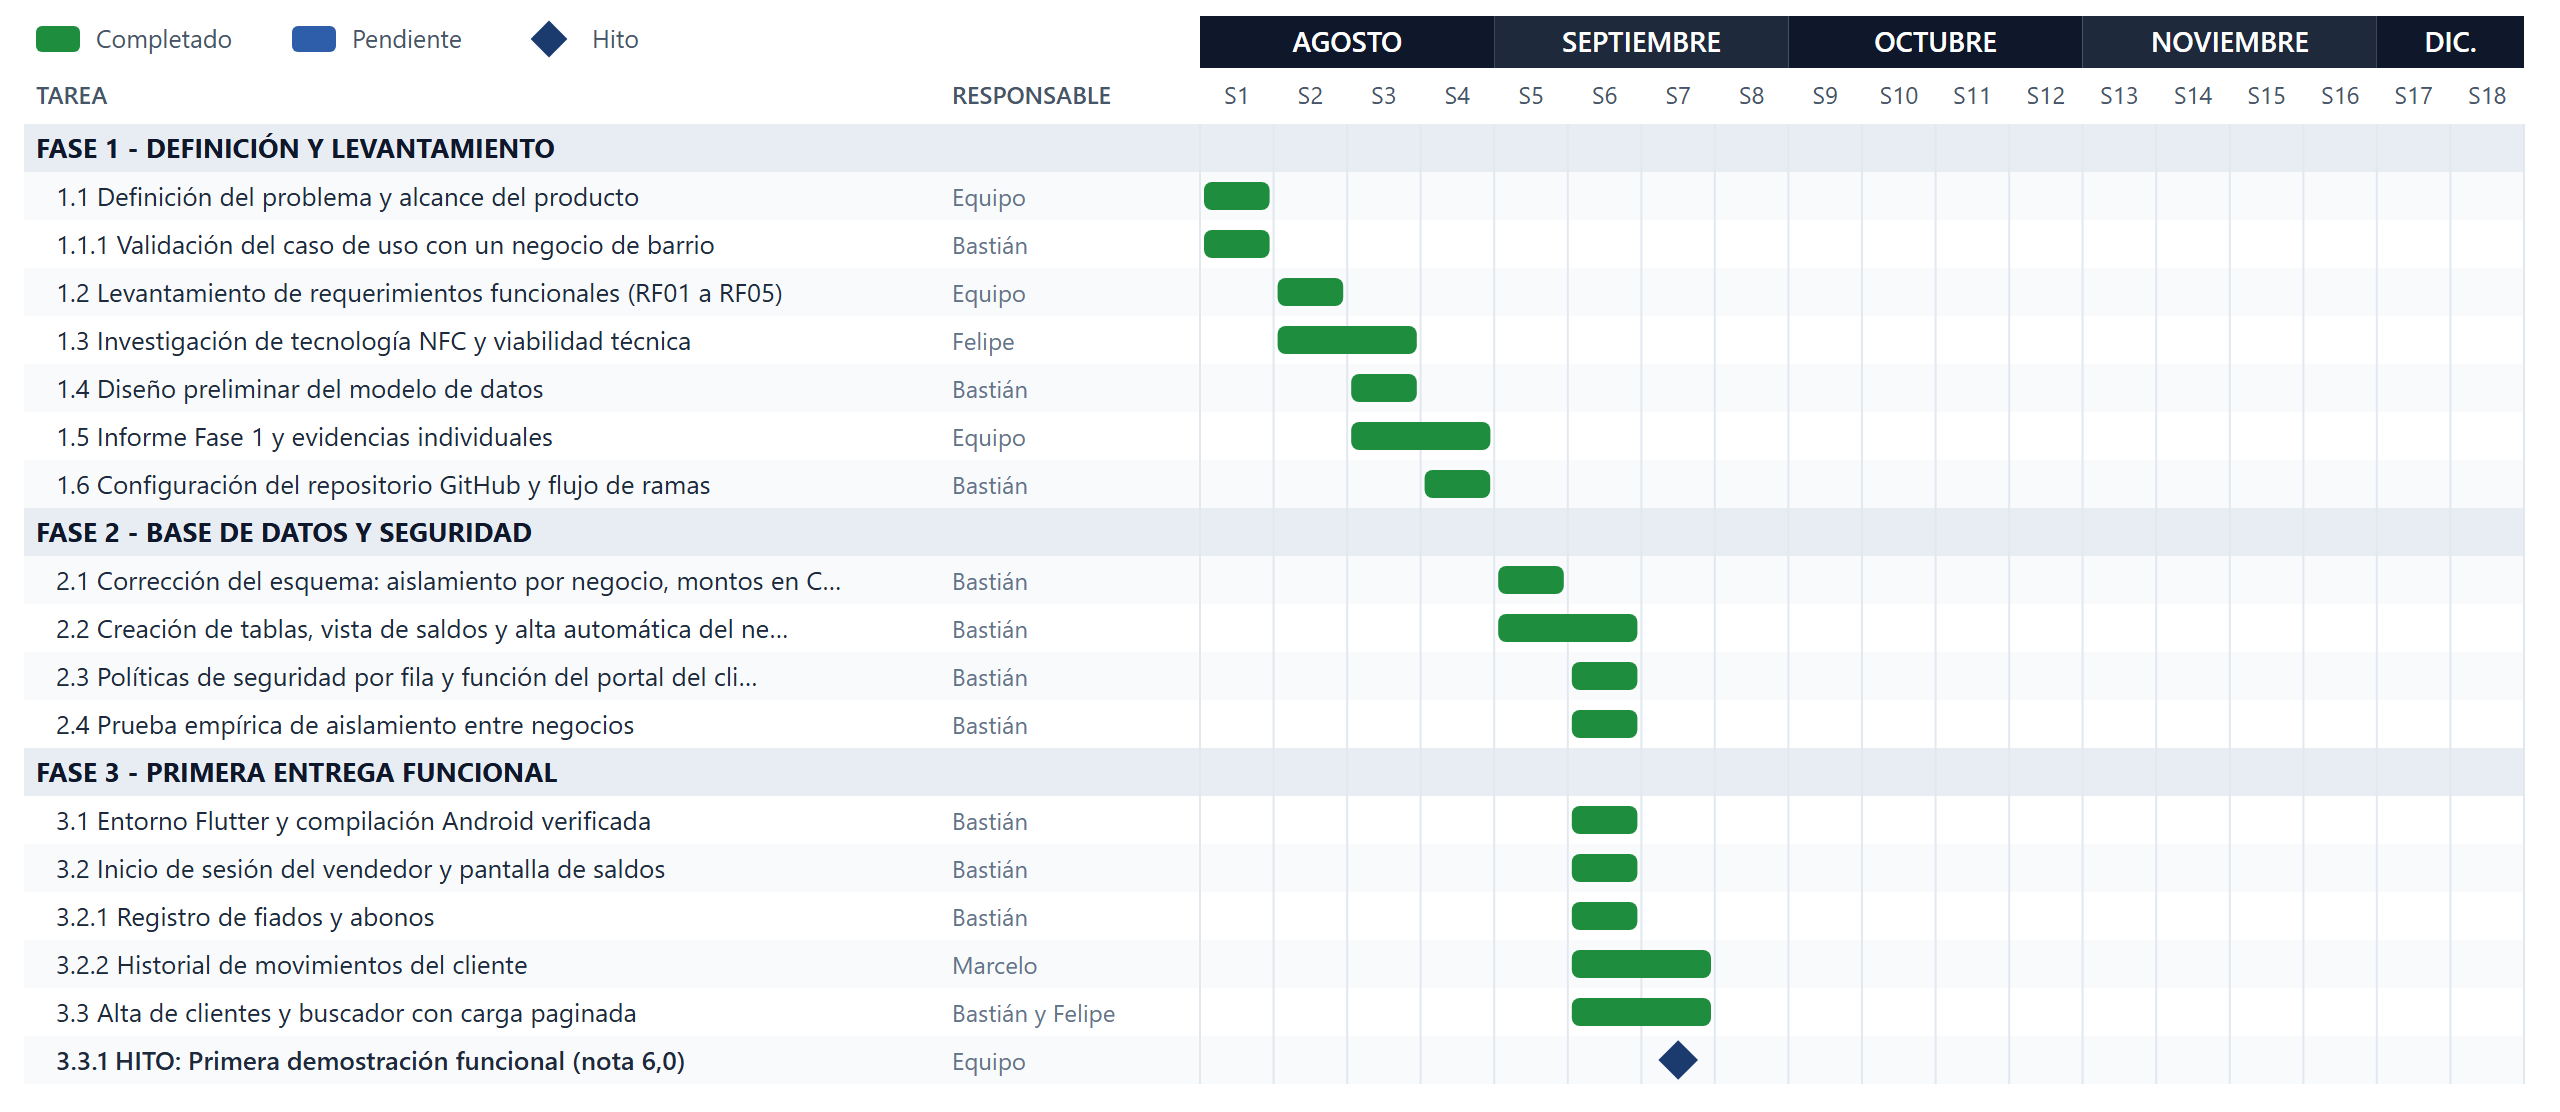 Completado Pendiente Hito
AGOSTO SEPTIEMBRE OCTUBRE NOVIEMBRE DIC.
TAREA RESPONSABLE S1 S2 S3 S4 S5 S6 S7 S8 S9 S10 S11 S12 S13 S14 S15 S16 S17 S18
FASE 1 - DEFINICIÓN Y LEVANTAMIENTO
1.1 Definición del problema y alcance del producto Equipo
1.1.1 Validación del caso de uso con un negocio de barrio Bastián
1.2 Levantamiento de requerimientos funcionales (RF01 a RF05) Equipo
1.3 Investigación de tecnología NFC y viabilidad técnica Felipe
1.4 Diseño preliminar del modelo de datos Bastián
1.5 Informe Fase 1 y evidencias individuales Equipo
1.6 Configuración del repositorio GitHub y flujo de ramas Bastián
FASE 2 - BASE DE DATOS Y SEGURIDAD
2.1 Corrección del esquema: aislamiento por negocio, montos en C... Bastián
2.2 Creación de tablas, vista de saldos y alta automática del ne... Bastián
2.3 Políticas de seguridad por fila y función del portal del cli... Bastián
2.4 Prueba empírica de aislamiento entre negocios Bastián
FASE 3 - PRIMERA ENTREGA FUNCIONAL
3.1 Entorno Flutter y compilación Android verificada Bastián
3.2 Inicio de sesión del vendedor y pantalla de saldos Bastián
3.2.1 Registro de fiados y abonos Bastián
3.2.2 Historial de movimientos del cliente Marcelo
3.3 Alta de clientes y buscador con carga paginada Bastián y Felipe
3.3.1 HITO: Primera demostración funcional (nota 6,0) Equipo